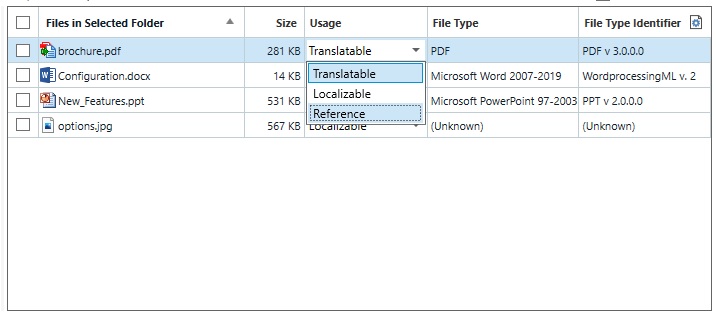 Files in Selected Folder Size Usage File Type File Type Identifier
brochure.pdf 281 KB Translatable PDF PDF v 3.0.0.0
Translatable
Configuration.docx 14 KB Microsoft Word 2007-2019 WordprocessingML v. 2
Localizable
New_Features.ppt 531 KB Microsoft PowerPoint 97-2003 PPT v 2.0.0.0
Reference
options.jpg 567 KB Localizable (Unknown) (Unknown)